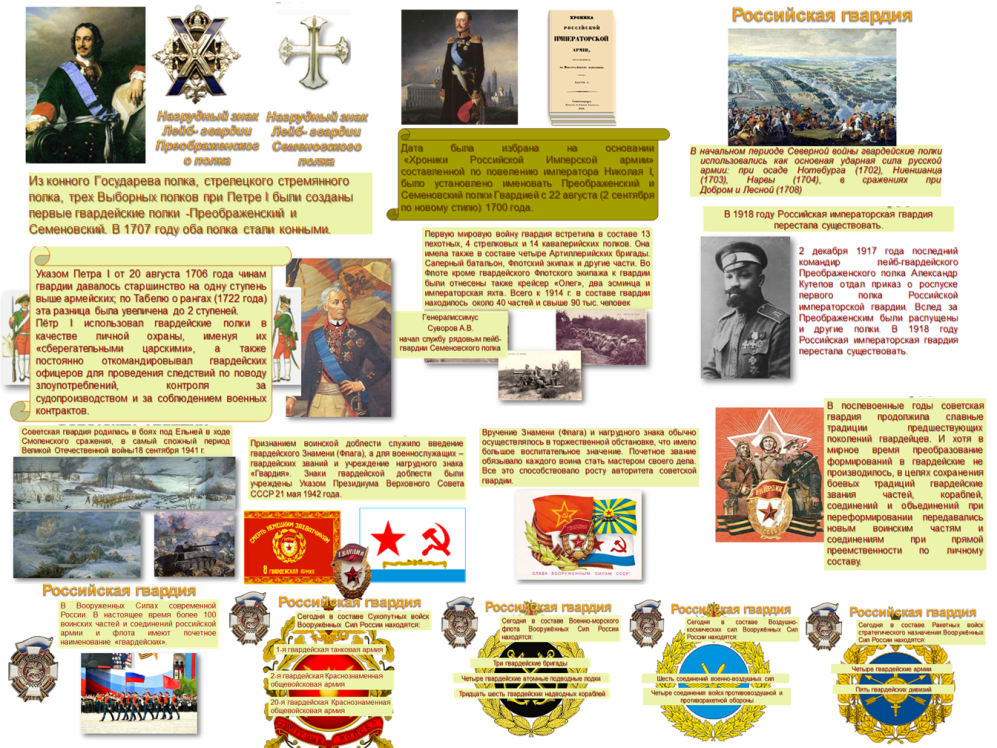 Нагрудный знак
Лейб- гвардии
Преображенског
о полка
Нагрудный знак
Лейб- гвардии
Семеновского
полка
Из конного Государева полка, стрелецкого стремянного
полка, трех Выборных полков при Петре I были созданы
первые гвардейские полки -Преображенский и
Семеновский. В 1707 году оба полка стали конными.
ХРОНИКА
РОССІЙСКОЙ
ИМПЕРАТОРСКОЙ
АРМІИ,
Дата была избрана на основании
«Хроники Российской Имперской армии»
составленной по повелению императора Николая I,
было установлено именовать Преображенский и
Семеновский полки Гвардией с 22 августа (2 сентября
по новому стилю) 1700 года.
Российская гвардия
В начальном периоде Северной войны гвардейские полки
использовались как основная ударная сила русской
армии: при осаде Нотебурга (1702), Ниеншанца
(1703), Нарвы (1704), в сражениях при
Добром и Лесной (1708)
Указом Петра I от 20 августа 1706 года чинам
гвардии давалось старшинство на одну ступень
выше армейских; по Табелю о рангах (1722 года)
эта разница была увеличена до 2 ступеней.
Пётр I использовал гвардейские полки в
качестве личной охраны, именуя их
«сберегательными царскими», а также
постоянно откомандировывал гвардейских
офицеров для проведения следствий по поводу
злоупотреблений, контроля за
судопроизводством и за соблюдением военных
контрактов.
Первую мировую войну гвардия встретила в составе 13
пехотных, 4 стрелковых и 14 кавалерийских полков. Она
имела также в составе четыре Артиллерийских бригады.
Саперный батальон, Флотский экипаж и другие части. Во
Флоте кроме гвардейского Флотского экипажа к гвардии
были отнесены также крейсер «Олег», два эсминца и
императорская яхта. Всего к 1914 г. в составе гвардии
находилось около 40 частей и свыше 90 тыс. человек
Генералиссимус
Суворов А.В.
начал службу рядовым лейб-
гвардии Семеновского полка
В 1918 году Российская императорская гвардия
перестала существовать.
2 декабря 1917 года последний
командир лейб-гвардейского
Преображенского полка Александр
Кутепов отдал приказ о роспуске
первого полка Российской
императорской гвардии. Вслед за
Преображенским были распущены
и другие полки. В 1918 году
Российская императорская гвардия
перестала существовать.
Советская гвардия родилась в боях под Ельней в ходе
Смоленского сражения, в самый сложный период
Великой Отечественной войны18 сентября 1941 г.
Признанием воинской доблести служило введение
гвардейского Знамени (Флага), а для военнослужащих –
гвардейских званий и учреждение нагрудного знака
«Гвардия». Знаки гвардейской доблести были
учреждены Указом Президиума Верховного Совета
СССР 21 мая 1942 года.
СМЕРТЬ НЕМЕЦКИМ ЗАХВАТЧИКАМ
8 ГВАРДЕЙСКАЯ АРМИЯ
ГВАРДИЯ
Вручение Знамени (Флага) и нагрудного знака обычно
осуществлялось в торжественной обстановке, что имело
большое воспитательное значение. Почетное звание
обязывало каждого воина стать мастером своего дела.
Все это способствовало росту авторитета советской
гвардии.
ГВАРДИЯ
СЛАВА ВООРУЖЕННЫМ СИЛАМ СССР!
ГВАРДИЯ
В послевоенные годы советская
гвардия продолжила славные
традиции предшествующих
поколений гвардейцев. И хотя в
мирное время преобразование
формирований в гвардейские не
производилось, в целях сохранения
боевых традиций гвардейские
звания частей, кораблей,
соединений и объединений при
переформировании передавались
новым воинским частям и
соединениям при прямой
преемственности по личному
составу.
Российская гвардия
В Вооруженных Силах современной
России В настоящее время более 100
воинских частей и соединений российской
армии и флота имеют почетное
наименование «гвардейских».
Российская гвардия
Сегодня в составе Сухопутных войск
Вооружённых Сил России находятся:
1-я гвардейская танковая армия
2-я гвардейская Краснознаменная
общевойсковая армия
20-я гвардейская Краснознаменная
общевойсковая армия
Российская гвардия
Сегодня в составе Военно-морского
флота Вооружённых Сил России
находятся:
Три гвардейские бригады
Четыре гвардейские атомные подводные лодки
Тридцать шесть гвардейских надводных кораблей
Российская гвардия
Сегодня в составе Воздушно-
космических сил Вооружённых Сил
России находятся:
Шесть соединений военно-воздушных сил
Четыре соединения войск противовоздушной и
противоракетной обороны
Российская гвардия
Сегодня в составе Ракетных войск
стратегического назначения Вооружённых
Сил России находятся:
Четыре гвардейские армии
Пять гвардейских дивизий